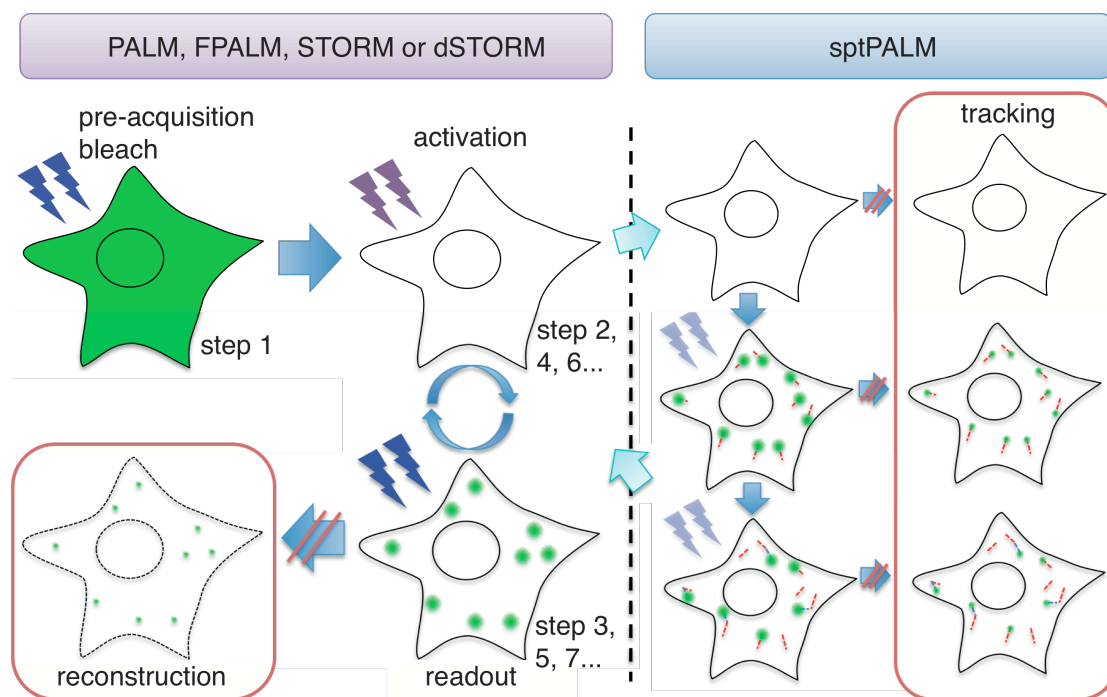 PALM, FPALM, STORM or dSTORM
sptPALM
pre-acquisition
bleach
activation
tracking
step 1
step 2,
4, 6...
step 3,
5, 7...
reconstruction
readout